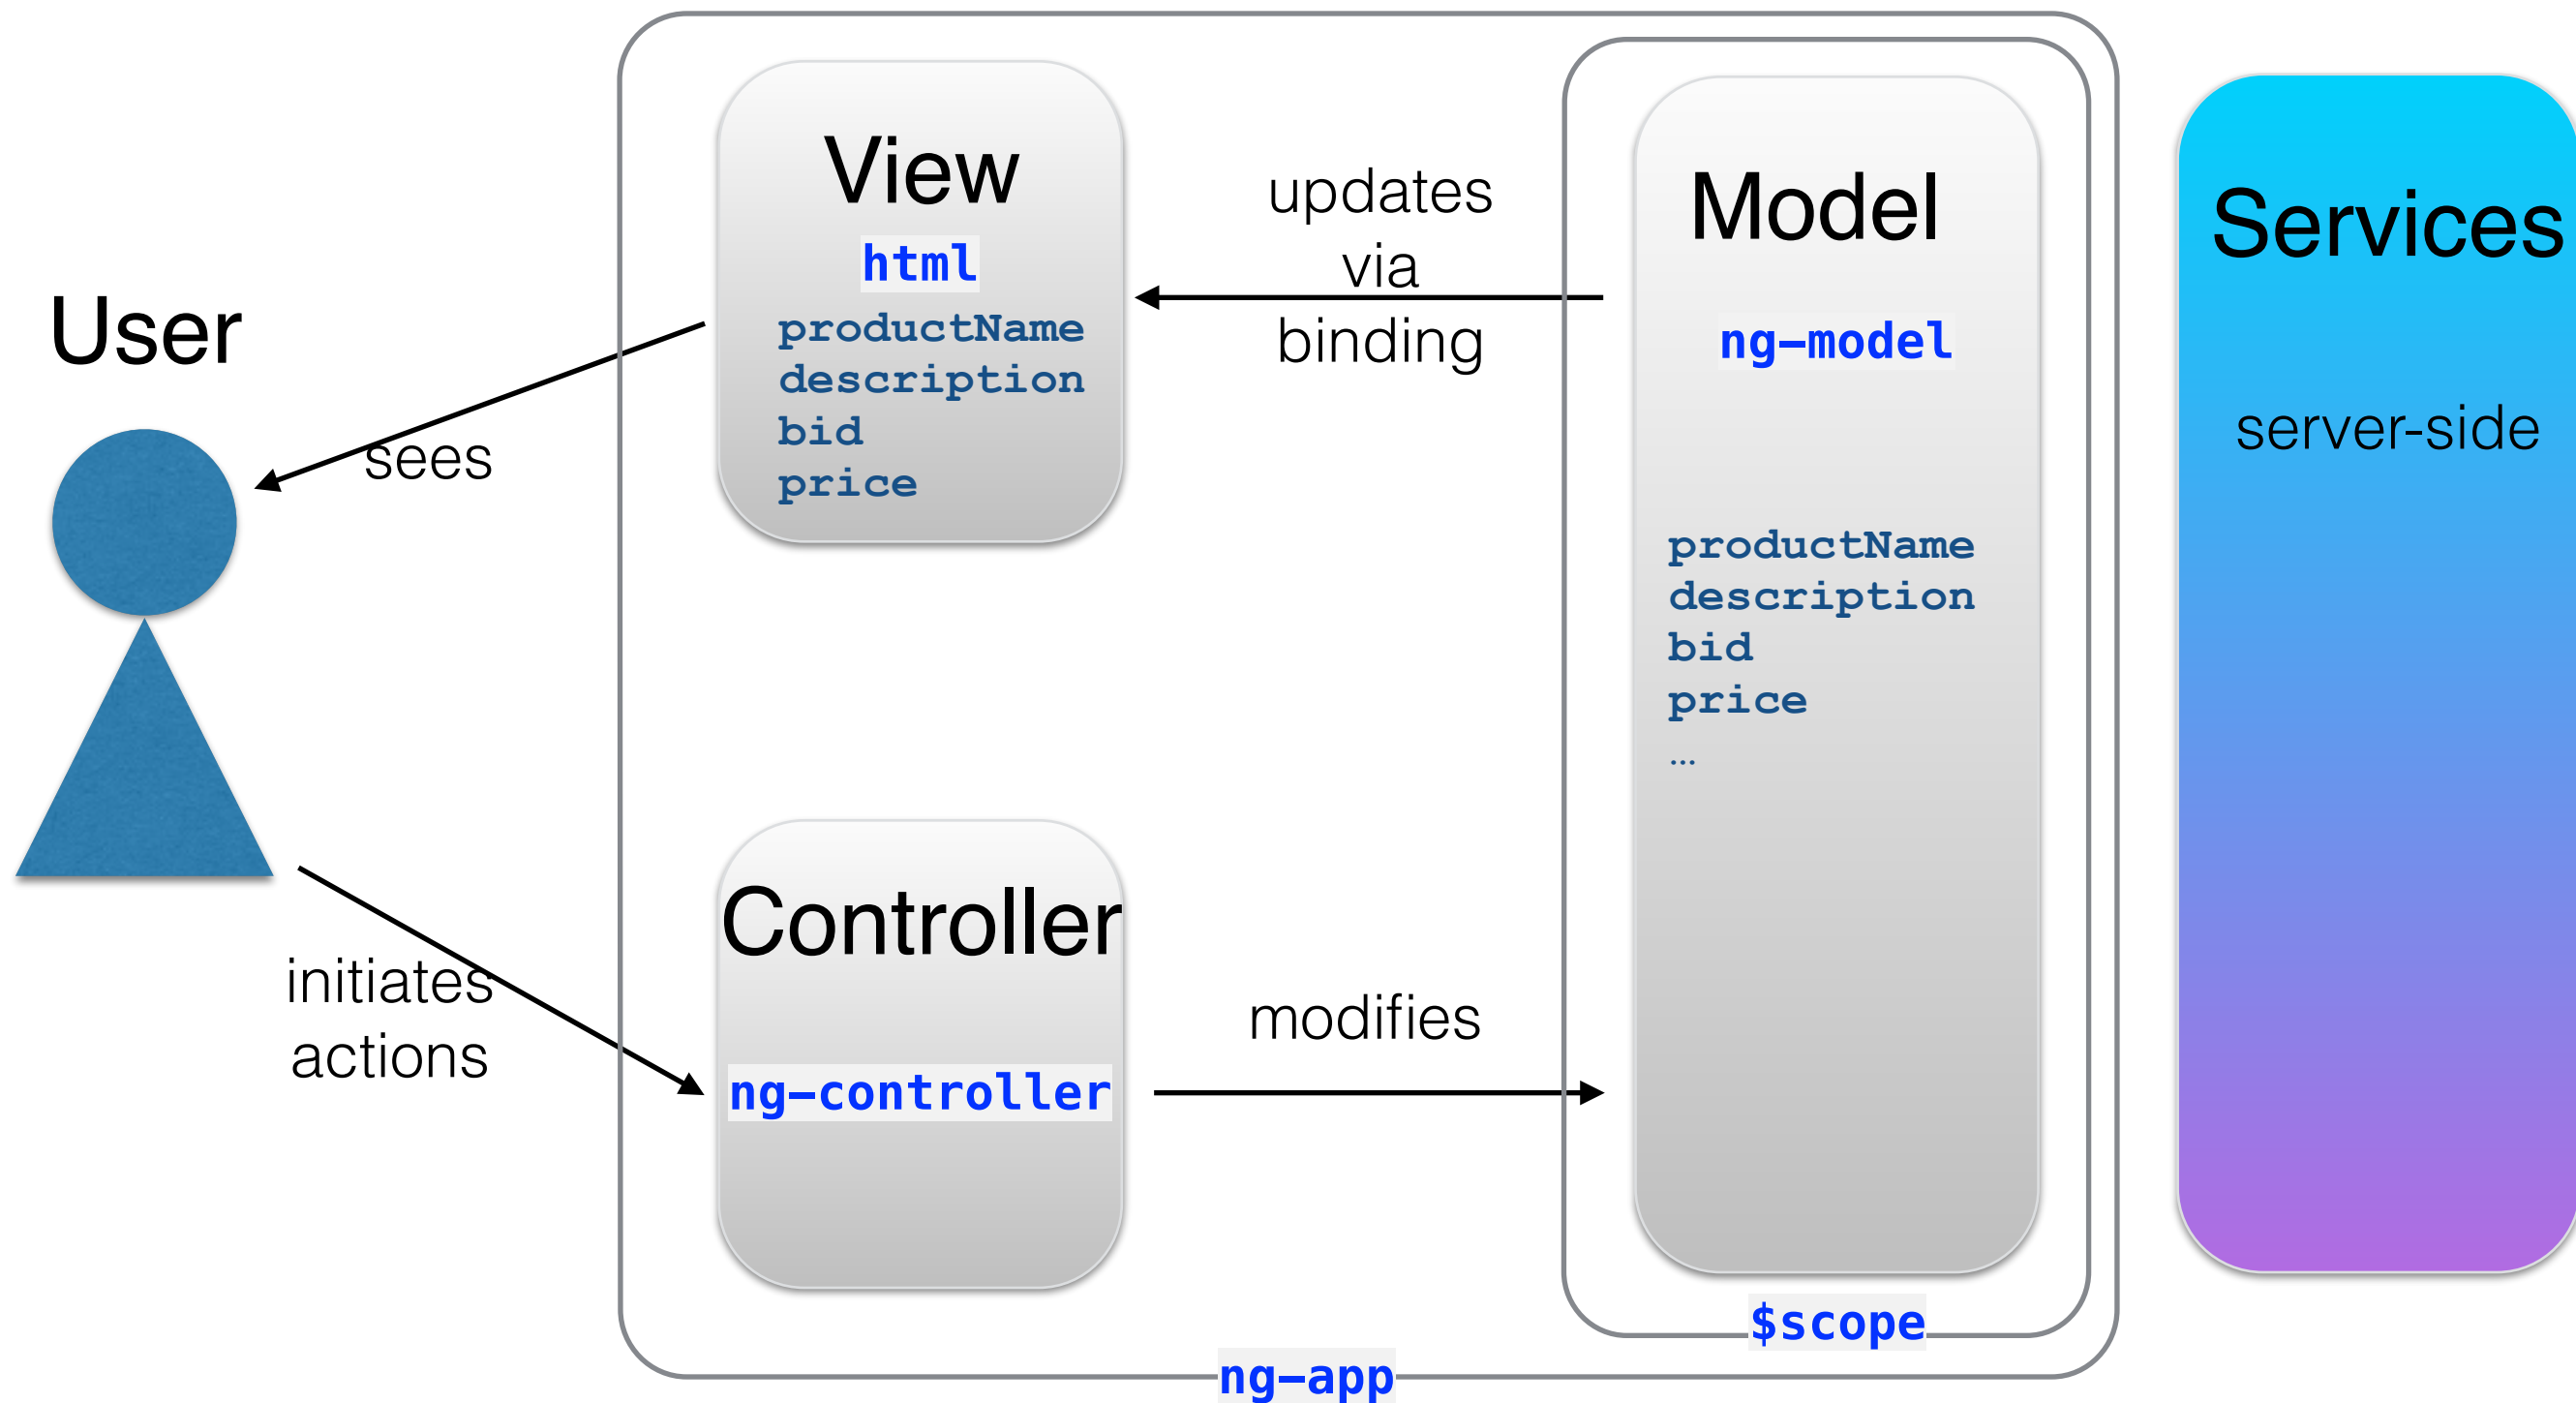 User
sees
initiates
actions
View
html
productName
description
bid
price
updates
via
binding
Controller
ng-controller
modifies
Model
ng-model
productName
description
bid
price
...
$scope
ng-app
Services
server-side